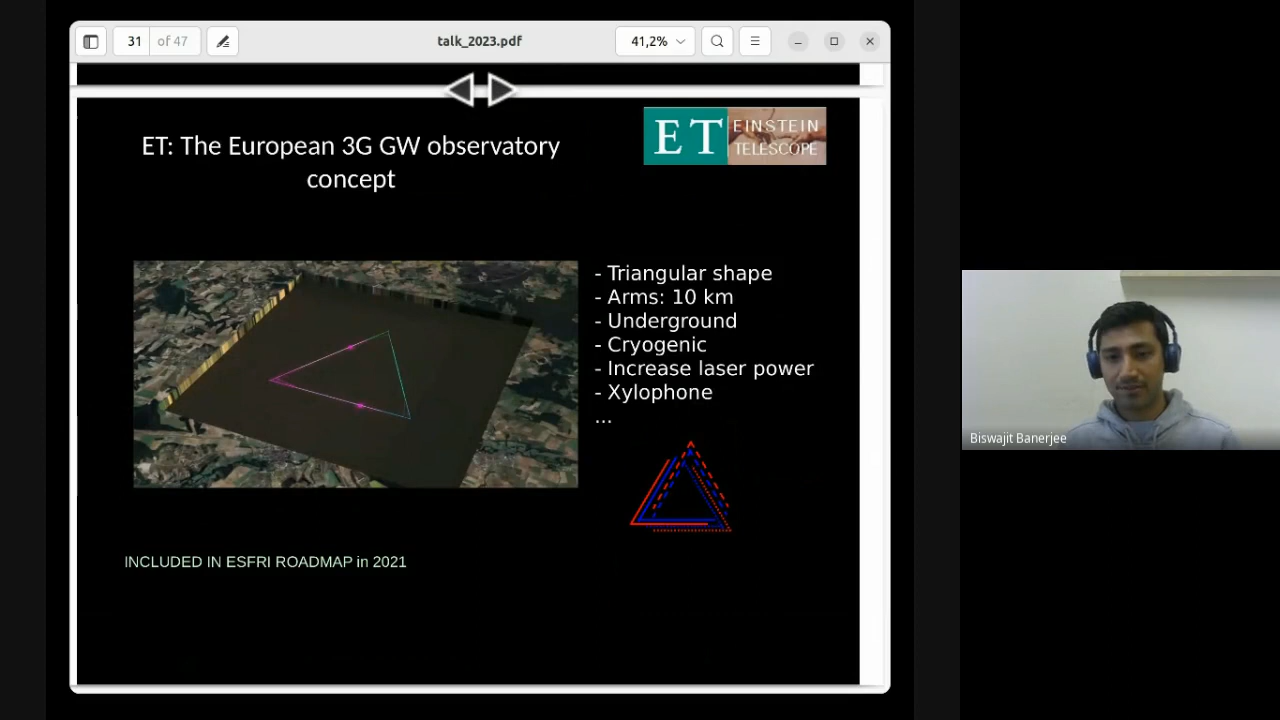 31 of 47
talk_2023.pdf
41,2%
ET: The European 3G GW observatory
concept
ET EINSTEIN
TELESCOPE
- Triangular shape
- Arms: 10 km
- Underground
- Cryogenic
- Increase laser power
- Xylophone
...
INCLUDED IN ESFRI ROADMAP in 2021
Biswajit Banerjee